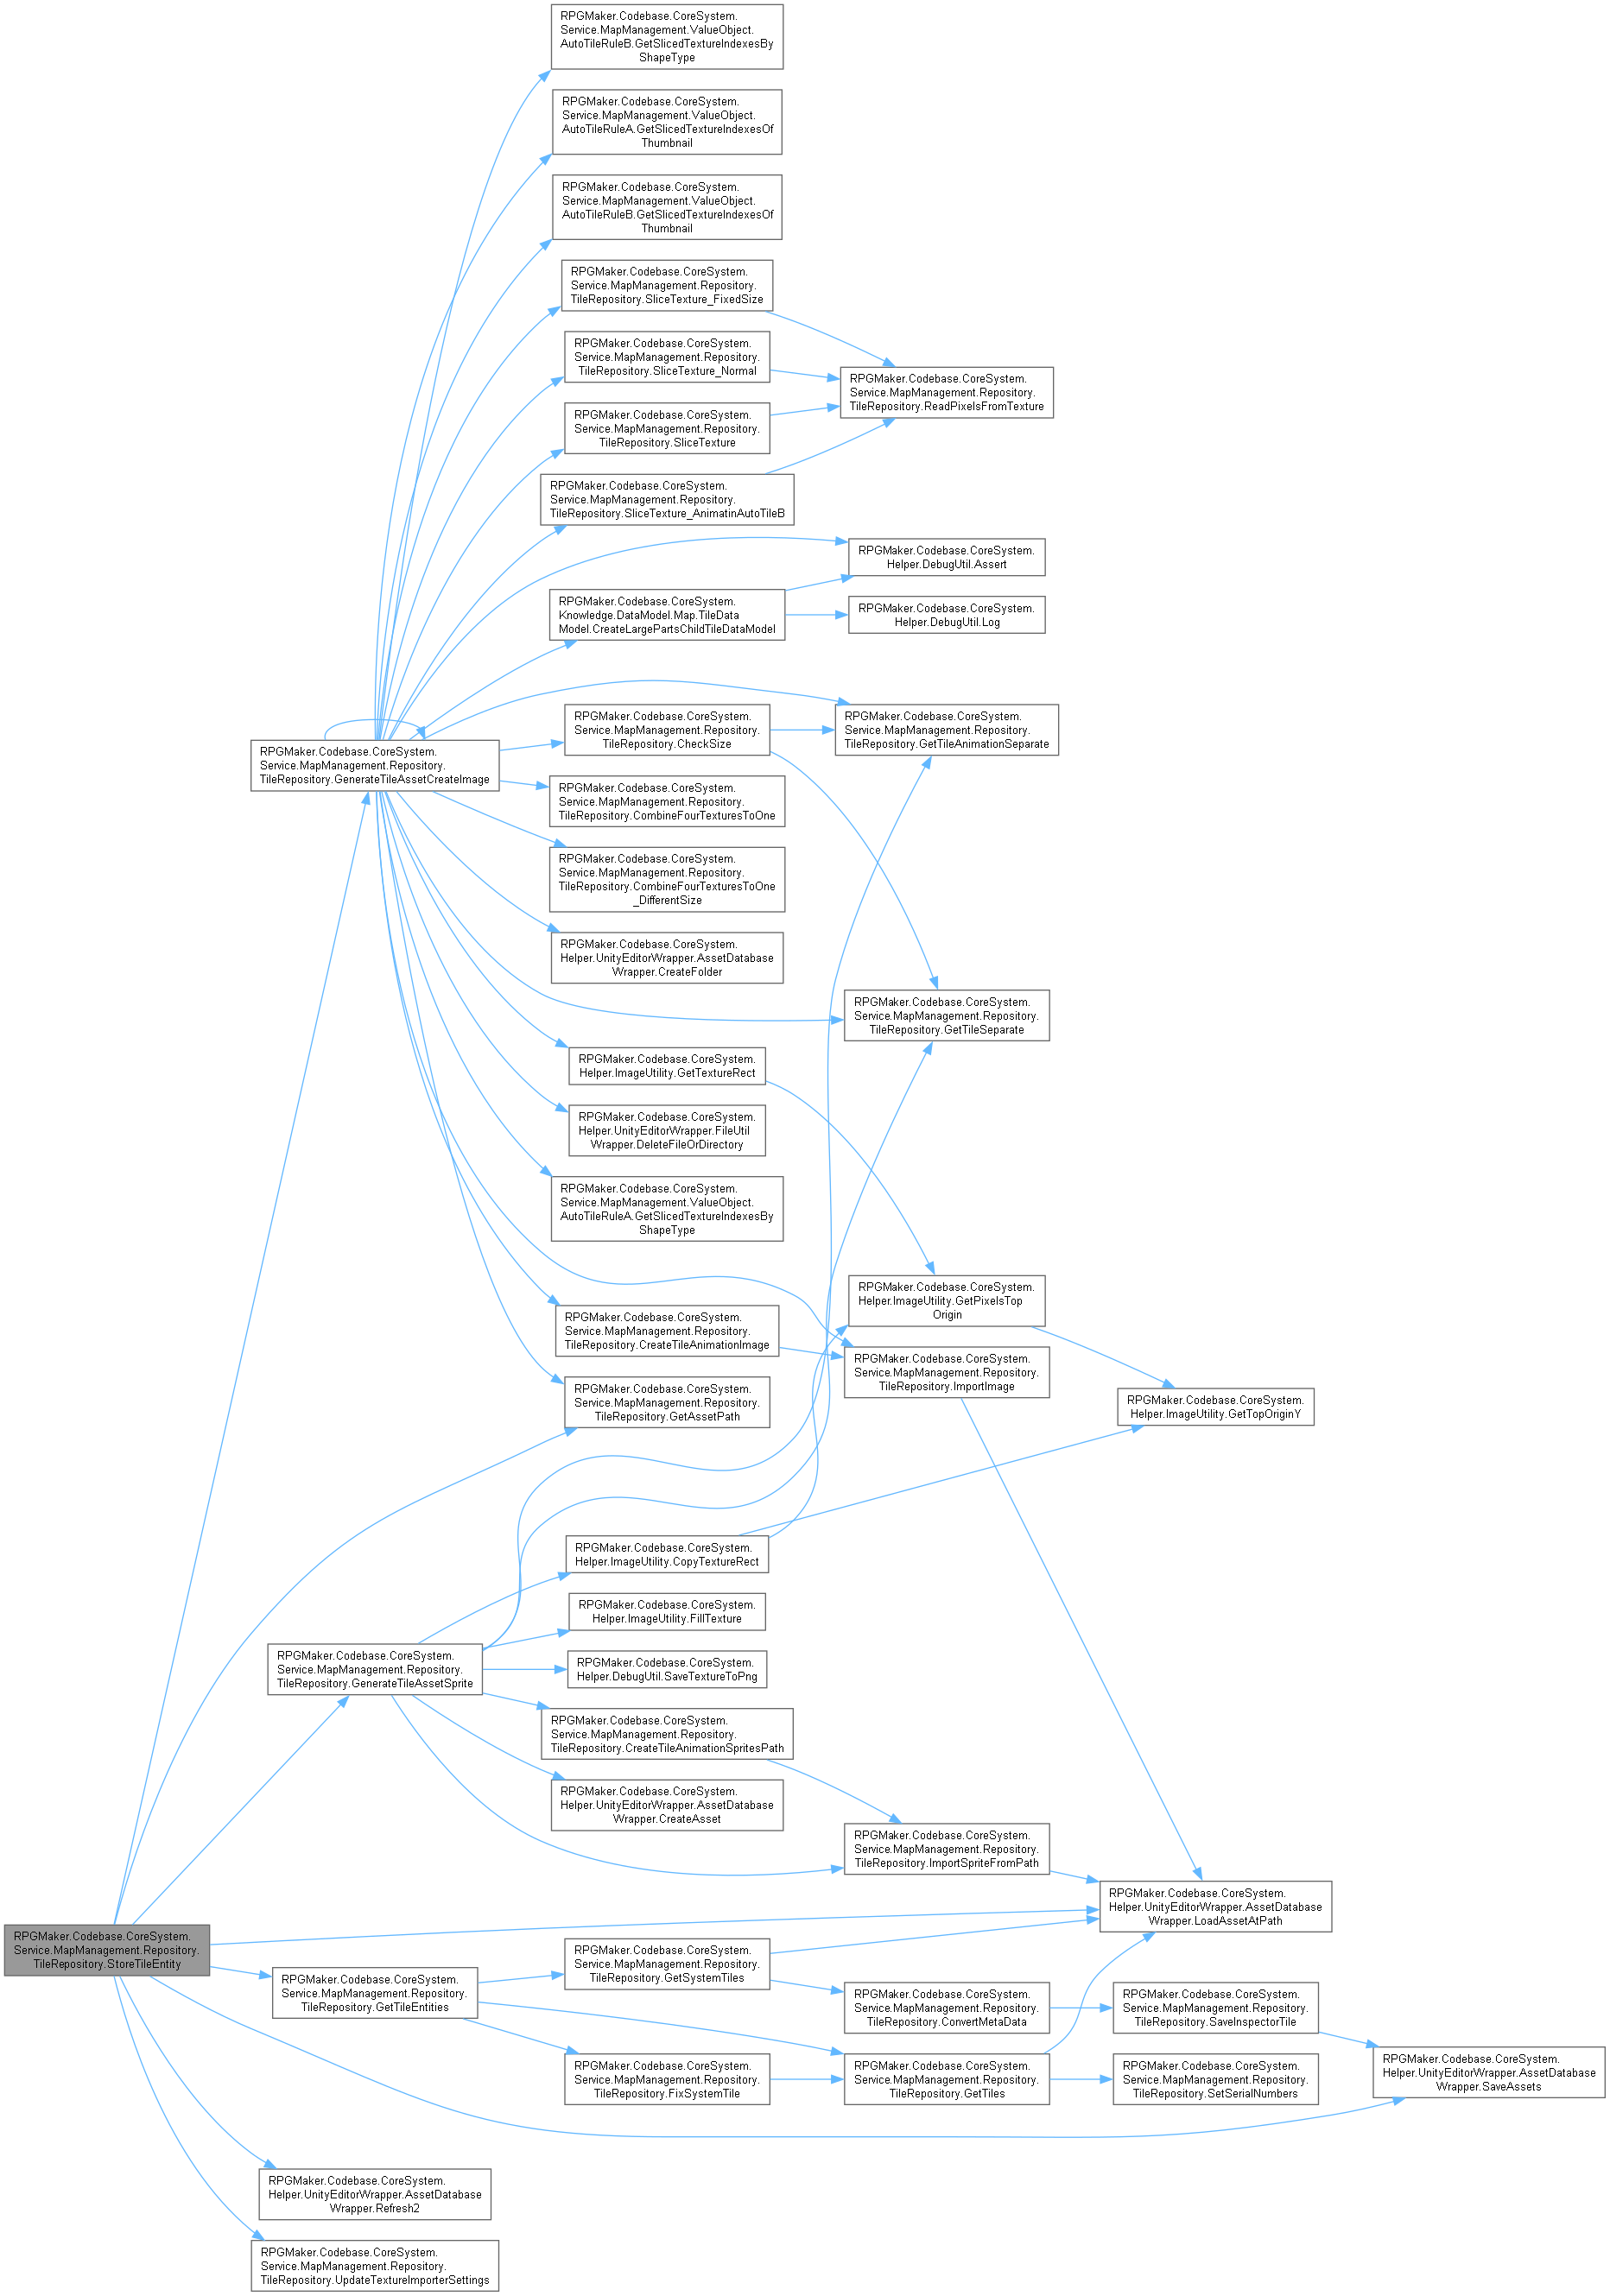 RPGMaker.Codebase.CoreSystem.
Service.MapManagement.ValueObject.
AutoTileRuleB.GetSlicedTextureIndexesBy
ShapeType
RPGMaker.Codebase.CoreSystem.
Service.MapManagement.ValueObject.
AutoTileRuleA.GetSlicedTextureIndexesOf
Thumbnail
RPGMaker.Codebase.CoreSystem.
Service.MapManagement.ValueObject.
AutoTileRuleB.GetSlicedTextureIndexesOf
Thumbnail
RPGMaker.Codebase.CoreSystem.
Service.MapManagement.Repository.
TileRepository.SliceTexture_FixedSize
RPGMaker.Codebase.CoreSystem.
Service.MapManagement.Repository.
TileRepository.SliceTexture_Normal
RPGMaker.Codebase.CoreSystem.
Service.MapManagement.Repository.
TileRepository.ReadPixelsFromTexture
RPGMaker.Codebase.CoreSystem.
Service.MapManagement.Repository.
TileRepository.SliceTexture
RPGMaker.Codebase.CoreSystem.
Service.MapManagement.Repository.
TileRepository.SliceTexture_AnimatinAutoTileB
RPGMaker.Codebase.CoreSystem.
Helper.DebugUtil.Assert
RPGMaker.Codebase.CoreSystem.
Knowledge.DataModel.Map.TileData
Model.CreateLargePartsChildTileDataModel
RPGMaker.Codebase.CoreSystem.
Helper.DebugUtil.Log
RPGMaker.Codebase.CoreSystem.
Service.MapManagement.Repository.
TileRepository.CheckSize
RPGMaker.Codebase.CoreSystem.
Service.MapManagement.Repository.
TileRepository.GetTileAnimationSeparate
RPGMaker.Codebase.CoreSystem.
Service.MapManagement.Repository.
TileRepository.GenerateTileAssetCreateImage
RPGMaker.Codebase.CoreSystem.
Service.MapManagement.Repository.
TileRepository.CombineFourTexturesToOne
RPGMaker.Codebase.CoreSystem.
Service.MapManagement.Repository.
TileRepository.CombineFourTexturesToOne
_DifferentSize
RPGMaker.Codebase.CoreSystem.
Helper.UnityEditorWrapper.AssetDatabase
Wrapper.CreateFolder
RPGMaker.Codebase.CoreSystem.
Service.MapManagement.Repository.
TileRepository.GetTileSeparate
RPGMaker.Codebase.CoreSystem.
Helper.ImageUtility.GetTextureRect
RPGMaker.Codebase.CoreSystem.
Helper.UnityEditorWrapper.FileUtil
Wrapper.DeleteFileOrDirectory
RPGMaker.Codebase.CoreSystem.
Service.MapManagement.ValueObject.
AutoTileRuleA.GetSlicedTextureIndexesBy
ShapeType
RPGMaker.Codebase.CoreSystem.
Helper.ImageUtility.GetPixelsTop
Origin
RPGMaker.Codebase.CoreSystem.
Service.MapManagement.Repository.
TileRepository.CreateTileAnimationImage
RPGMaker.Codebase.CoreSystem.
Service.MapManagement.Repository.
TileRepository.ImportImage
RPGMaker.Codebase.CoreSystem.
Service.MapManagement.Repository.
TileRepository.GetAssetPath
RPGMaker.Codebase.CoreSystem.
Helper.ImageUtility.GetTopOriginY
RPGMaker.Codebase.CoreSystem.
Helper.ImageUtility.CopyTextureRect
RPGMaker.Codebase.CoreSystem.
Helper.ImageUtility.FillTexture
RPGMaker.Codebase.CoreSystem.
Service.MapManagement.Repository.
TileRepository.GenerateTileAssetSprite
RPGMaker.Codebase.CoreSystem.
Helper.DebugUtil.SaveTextureToPng
RPGMaker.Codebase.CoreSystem.
Service.MapManagement.Repository.
TileRepository.CreateTileAnimationSpritesPath
RPGMaker.Codebase.CoreSystem.
Helper.UnityEditorWrapper.AssetDatabase
Wrapper.CreateAsset
RPGMaker.Codebase.CoreSystem.
Service.MapManagement.Repository.
TileRepository.ImportSpriteFromPath
RPGMaker.Codebase.CoreSystem.
Helper.UnityEditorWrapper.AssetDatabase
Wrapper.LoadAssetAtPath
RPGMaker.Codebase.CoreSystem.
Service.MapManagement.Repository.
TileRepository.StoreTileEntity
RPGMaker.Codebase.CoreSystem.
Service.MapManagement.Repository.
TileRepository.GetSystemTiles
RPGMaker.Codebase.CoreSystem.
Service.MapManagement.Repository.
TileRepository.GetTileEntities
RPGMaker.Codebase.CoreSystem.
Service.MapManagement.Repository.
TileRepository.ConvertMetaData
RPGMaker.Codebase.CoreSystem.
Service.MapManagement.Repository.
TileRepository.SaveInspectorTile
RPGMaker.Codebase.CoreSystem.
Service.MapManagement.Repository.
TileRepository.FixSystemTile
RPGMaker.Codebase.CoreSystem.
Service.MapManagement.Repository.
TileRepository.GetTiles
RPGMaker.Codebase.CoreSystem.
Service.MapManagement.Repository.
TileRepository.SetSerialNumbers
RPGMaker.Codebase.CoreSystem.
Helper.UnityEditorWrapper.AssetDatabase
Wrapper.SaveAssets
RPGMaker.Codebase.CoreSystem.
Helper.UnityEditorWrapper.AssetDatabase
Wrapper.Refresh2
RPGMaker.Codebase.CoreSystem.
Service.MapManagement.Repository.
TileRepository.UpdateTextureImporterSettings